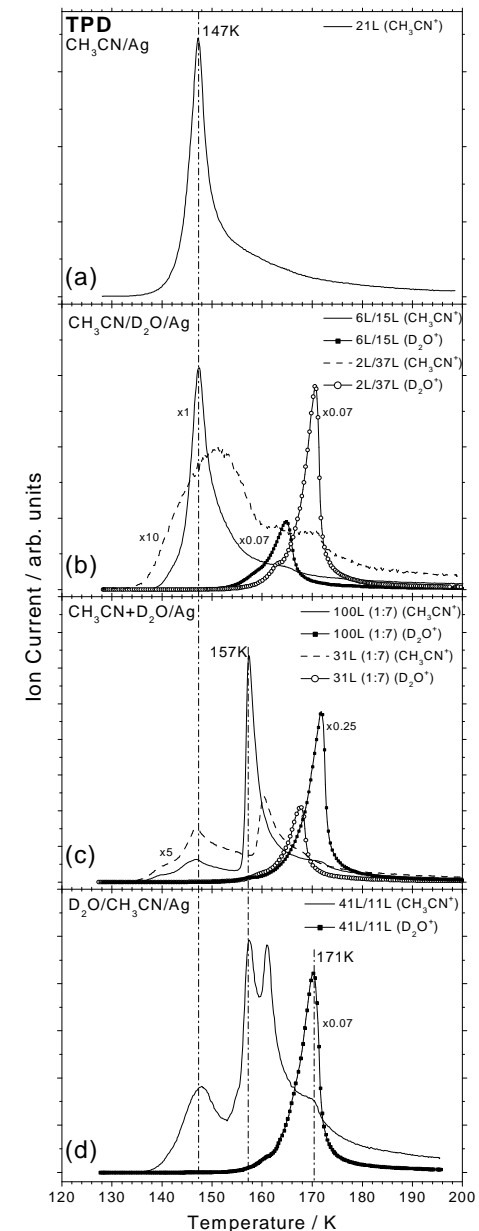 TPD
CH₃CN/Ag
147K
21L (CH₃CN⁺)
(a)
CH₃CN/D₂O/Ag
6L/15L (CH₃CN⁺)
6L/15L (D₂O⁺)
2L/37L (CH₃CN⁺)
2L/37L (D₂O⁺)
x1
x0.07
x10
x0.07
(b)
Ion Current / arb. units
CH₃CN+D₂O/Ag
100L (1:7) (CH₃CN⁺)
100L (1:7) (D₂O⁺)
31L (1:7) (CH₃CN⁺)
31L (1:7) (D₂O⁺)
157K
x0.25
x5
(c)
D₂O/CH₃CN/Ag
41L/11L (CH₃CN⁺)
41L/11L (D₂O⁺)
171K
x0.07
(d)
120 130 140 150 160 170 180 190 200
Temperature / K